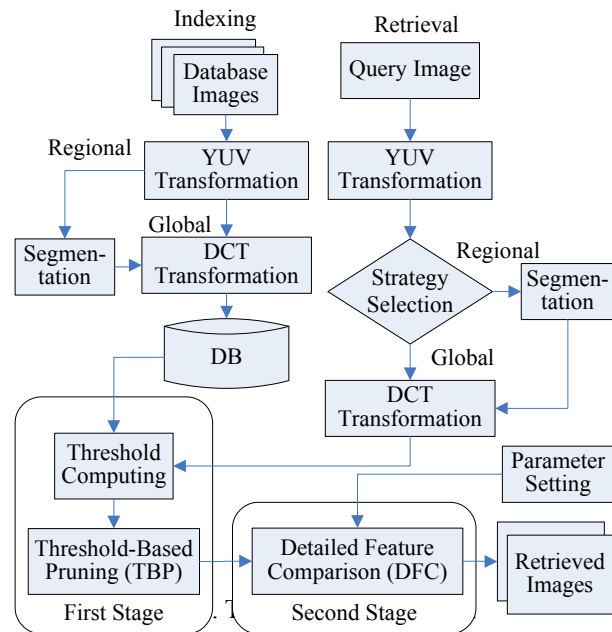 Indexing
Retrieval
Database
Images
Query Image
Regional
YUV
Transformation
YUV
Transformation
Global
Segmen-
tation
DCT
Transformation
Strategy
Selection
Regional
Segmen-
tation
DB
Global
DCT
Transformation
Threshold
Computing
Parameter
Setting
Threshold-Based
Pruning (TBP)
Detailed Feature
Comparison (DFC)
Retrieved
Images
First Stage
Second Stage